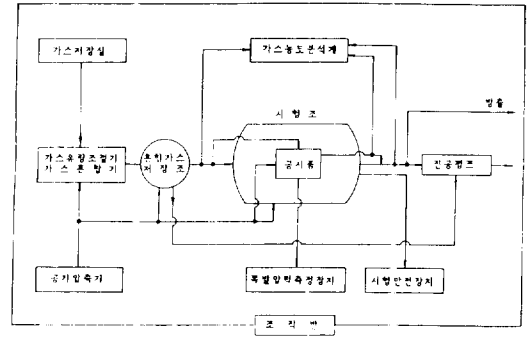 가스저장실
가스농도분석계
시험조
방출
가스유량조절기
가스혼합기
혼합가스
저장조
공시품
진공펌프
공기압축기
폭발압력측정장치
시험안전장치
조작반